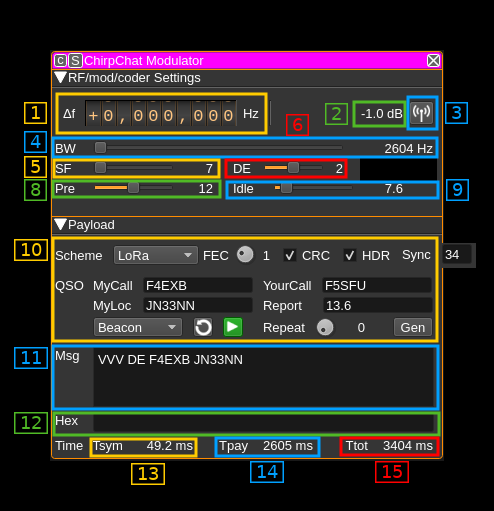 C S ChirpChat Modulator
RF/mod/coder Settings
1 Δf +0,000,000 Hz 6 2 -1.0 dB 3
4 BW 2604 Hz
5 SF 7 DE 2
8 Pre 12 Idle 7.6 9
Payload
10 Scheme LoRa FEC 1 CRC HDR Sync 34
QSO MyCall F4EXB YourCall F5SFU
MyLoc JN33NN Report 13.6
Beacon Repeat 0 Gen
11 Msg VVV DE F4EXB JN33NN 12
12 Hex
Time Tsym 49.2 ms Tpay 2605 ms Ttot 3404 ms
13 14 15